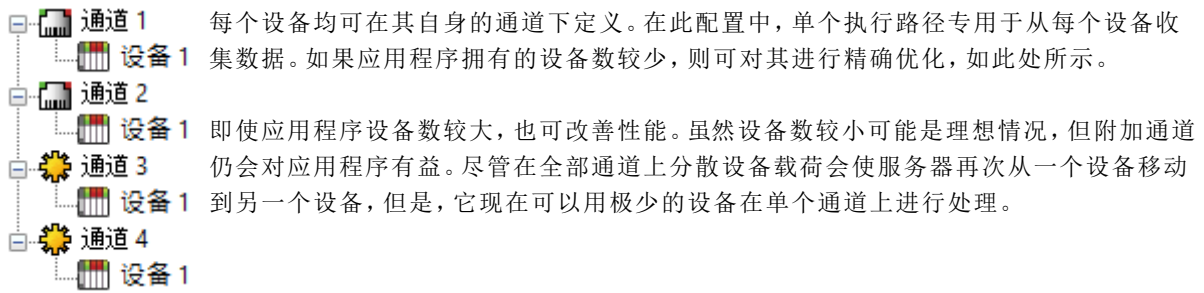 通道 1
设备 1
通道 2
设备 1
通道 3
设备 1
通道 4
设备 1
每个设备均可在其自身的通道下定义。在此配置中，单个执行路径专用于从每个设备收
集数据。如果应用程序拥有的设备数较少，则可对其进行精确优化，如此处所示。
即使应用程序设备数较大，也可改善性能。虽然设备数较小可能是理想情况，但附加通道
仍会对应用程序有益。尽管在全部通道上分散设备载荷会使服务器再次从一个设备移动
到另一个设备，但是，它现在可以用极少的设备在单个通道上进行处理。